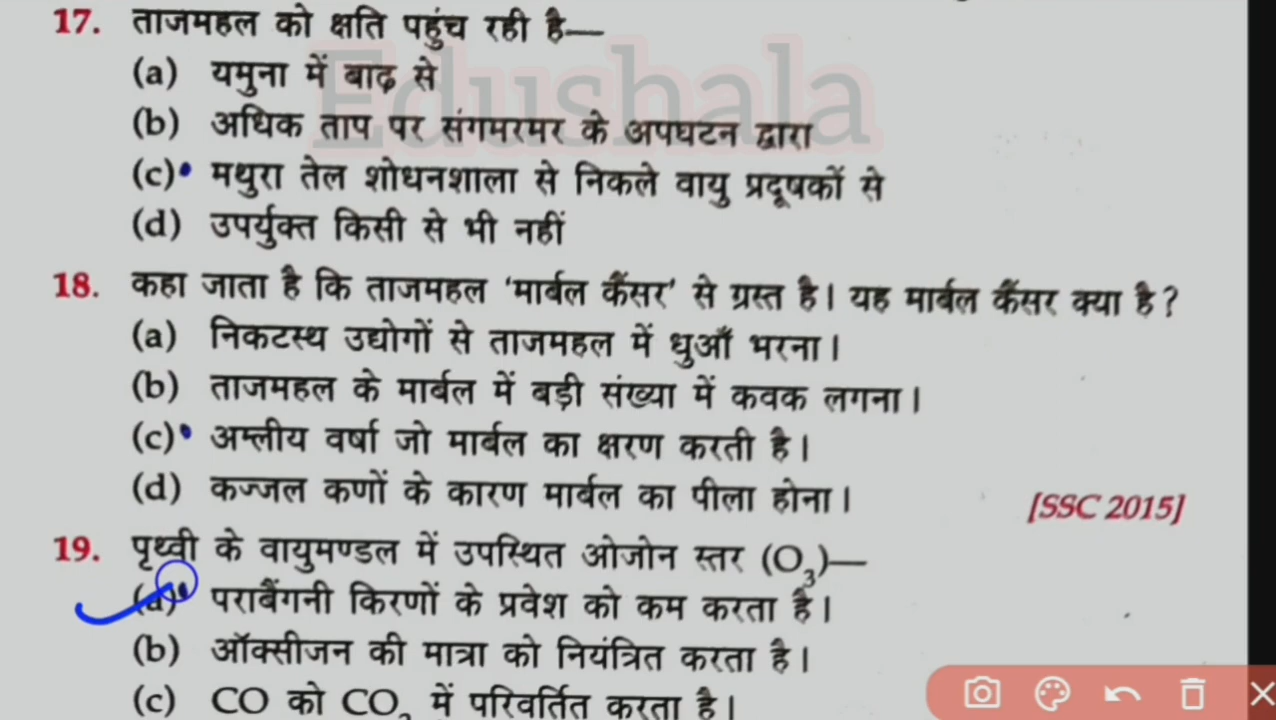 17. ताजमहल को क्षति पहुंच रही है—
(a) यमुना में बाढ़ से
(b) अधिक ताप पर संगमरमर के अपघटन द्वारा
(c) मथुरा तेल शोधनशाला से निकले वायु प्रदूषकों से
(d) उपर्युक्त किसी से भी नहीं
Edushala
18. कहा जाता है कि ताजमहल ‘मार्बल कैंसर’ से ग्रस्त है। यह मार्बल कैंसर क्या है?
(a) निकटस्थ उद्योगों से ताजमहल में धुआँ भरना।
(b) ताजमहल के मार्बल में बड़ी संख्या में कवक लगना।
(c) अम्लीय वर्षा जो मार्बल का क्षरण करती है।
(d) कज्जल कणों के कारण मार्बल का पीला होना।
[SSC 2015]
19. पृथ्वी के वायुमण्डल में उपस्थित ओजोन स्तर (O₃)—
(a) पराबैंगनी किरणों के प्रवेश को कम करता है।
(b) ऑक्सीजन की मात्रा को नियंत्रित करता है।
(c) CO को CO₂ में परिवर्तित करता है।